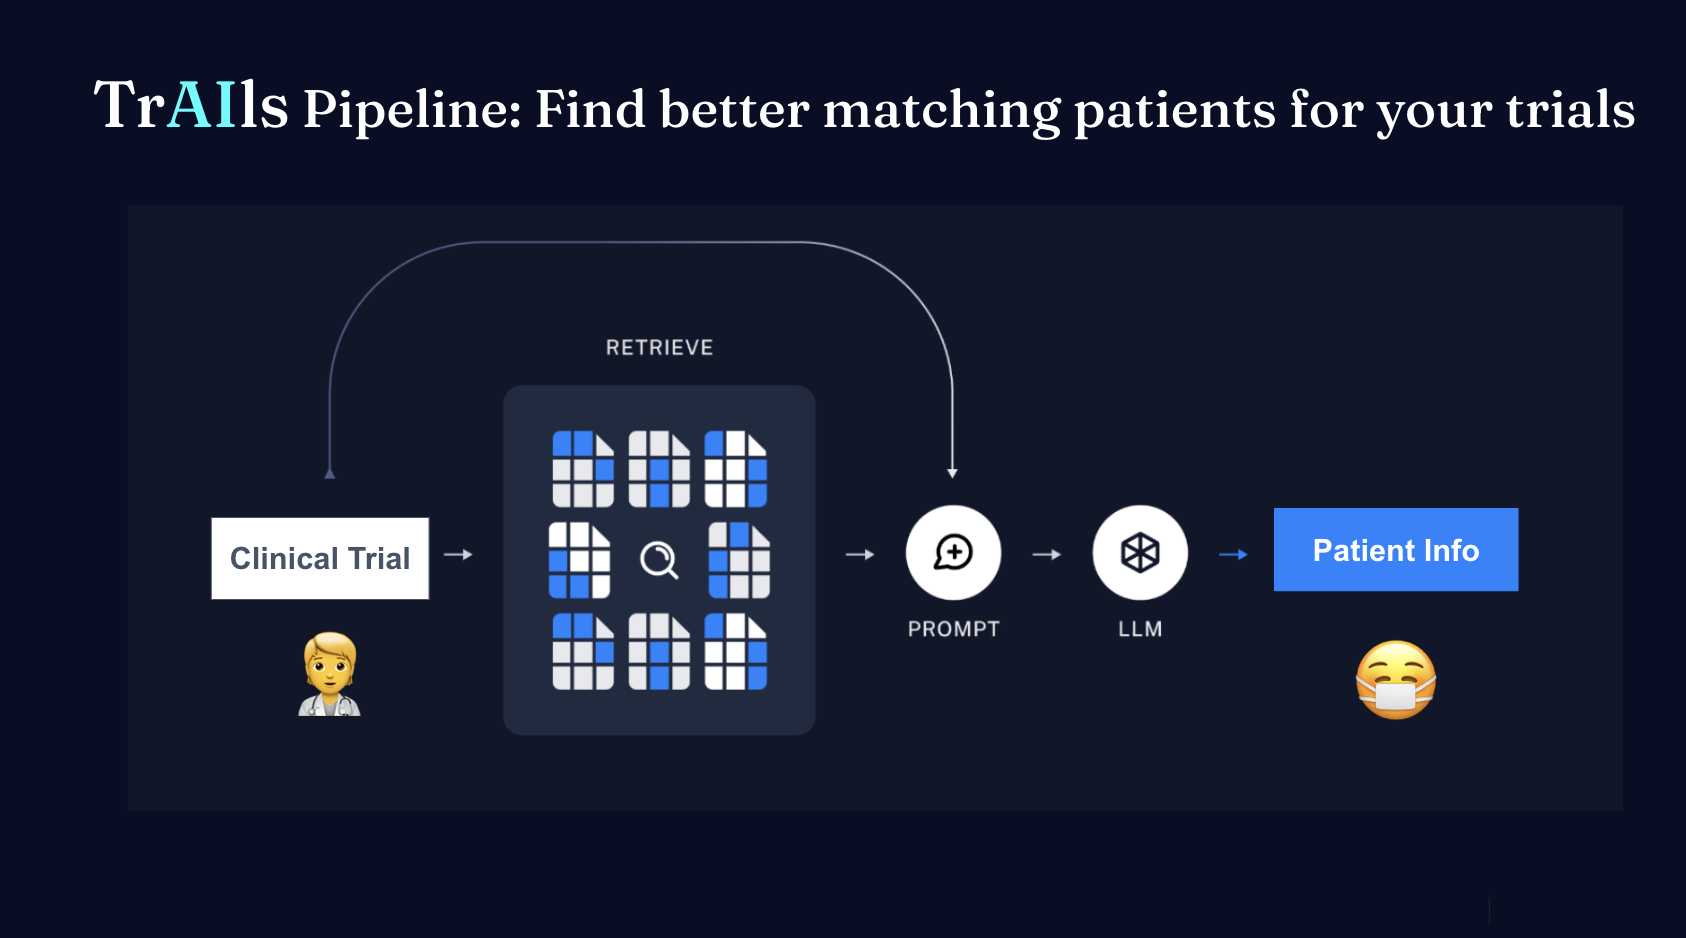 TrAIls Pipeline: Find better matching patients for your trials
RETRIEVE
Clinical Trial
Patient Info
PROMPT
LLM